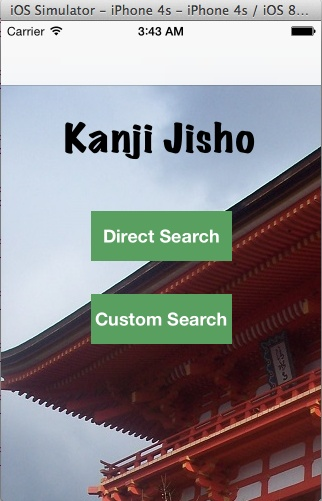 iOS Simulator – iPhone 4s – iPhone 4s / iOS 8...
Carrier 3:43 AM
Kanji Jisho
Direct Search
Custom Search